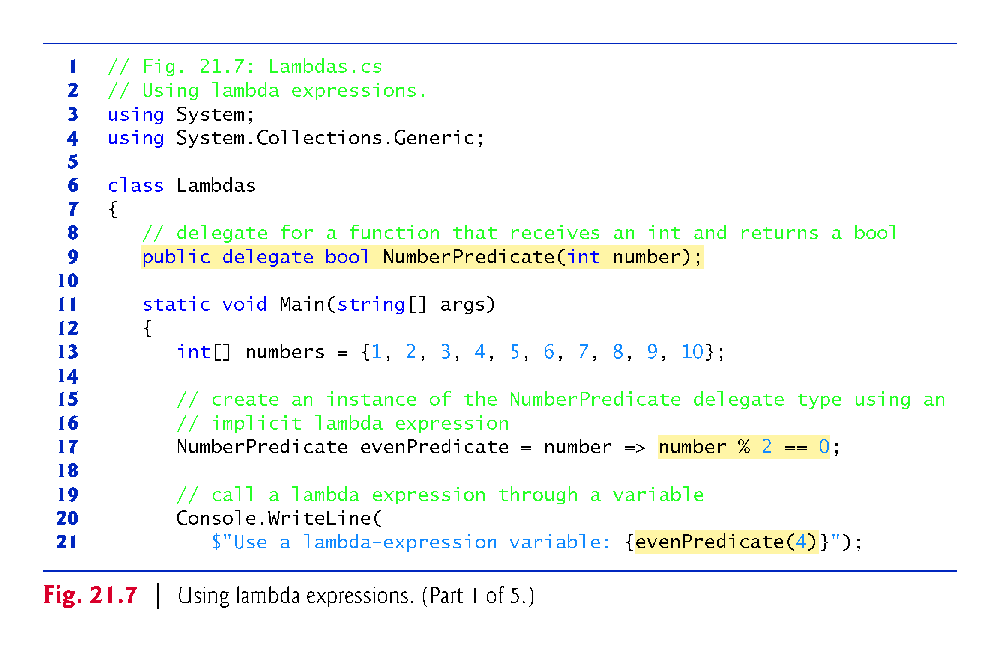 1 // Fig. 21.7: Lambdas.cs
2 // Using lambda expressions.
3 using System;
4 using System.Collections.Generic;
5
6 class Lambdas
7 {
8 // delegate for a function that receives an int and returns a bool
9 public delegate bool NumberPredicate(int number);
10
11 static void Main(string[] args)
12 {
13 int[] numbers = {1, 2, 3, 4, 5, 6, 7, 8, 9, 10};
14
15 // create an instance of the NumberPredicate delegate type using an
16 // implicit lambda expression
17 NumberPredicate evenPredicate = number => number % 2 == 0;
18
19 // call a lambda expression through a variable
20 Console.WriteLine(
21 $"Use a lambda-expression variable: {evenPredicate(4)}");
Fig. 21.7 | Using lambda expressions. (Part 1 of 5.)